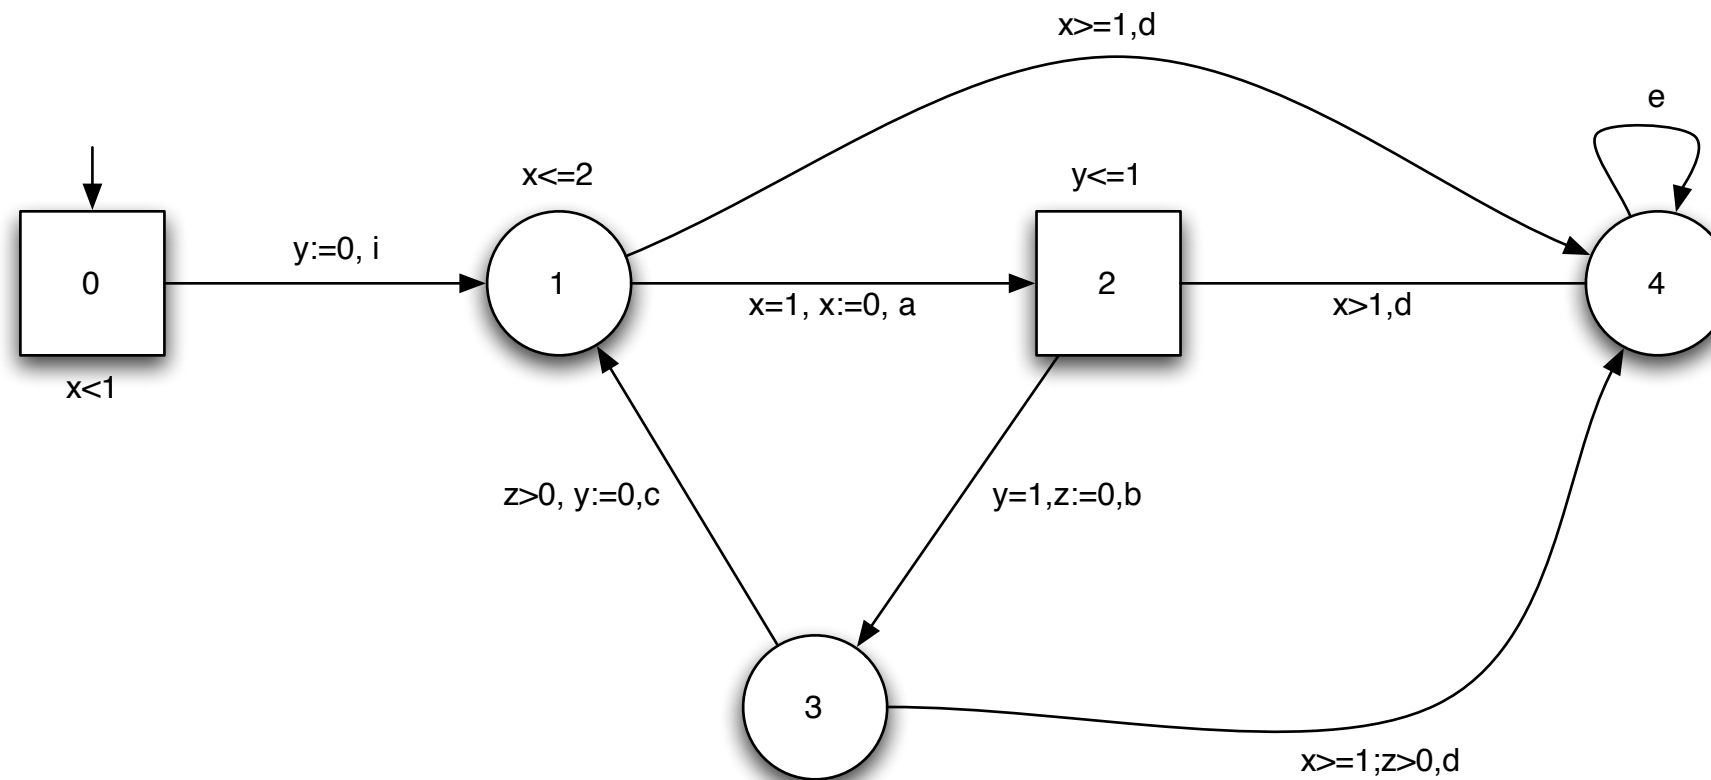 x>=1,d
e
x<=2
y<=1
y:=0, i
0
1
2
4
x=1, x:=0, a
x>1,d
x<1
z>0, y:=0,c
y=1,z:=0,b
3
x>=1;z>0,d